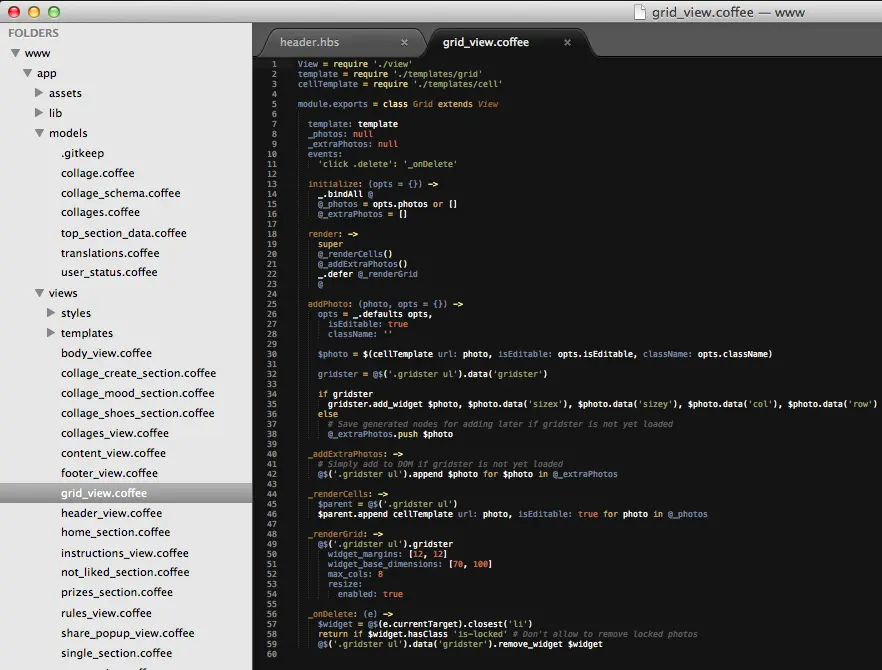 grid_view.coffee — www
FOLDERS
www
app
assets
lib
models
.gitkeep
collage.coffee
collage_schema.coffee
collages.coffee
top_section_data.coffee
translations.coffee
user_status.coffee
views
styles
templates
body_view.coffee
collage_create_section.coffee
collage_mood_section.coffee
collage_shoes_section.coffee
collages_view.coffee
content_view.coffee
footer_view.coffee
grid_view.coffee
header_view.coffee
home_section.coffee
instructions_view.coffee
not_liked_section.coffee
prizes_section.coffee
rules_view.coffee
share_popup_view.coffee
single_section.coffee
header.hbs × grid_view.coffee ×
1 View = require './view'
2 template = require './templates/grid'
3 cellTemplate = require './templates/cell'
4
5 module.exports = class Grid extends View
6
7 template: template
8 _photos: null
9 _extraPhotos: null
10 events:
11 'click .delete': '_onDelete'
12
13 initialize: (opts = {}) ->
14 _.bindAll @
15 @_photos = opts.photos or []
16 @_extraPhotos = []
17
18 render: ->
19 super
20 @_renderCells()
21 @_addExtraPhotos()
22 _.defer @_renderGrid
23 @
24
25 addPhoto: (photo, opts = {}) ->
26 opts = _.defaults opts,
27 isEditable: true
28 className: ''
29
30 $photo = $(cellTemplate url: photo, isEditable: opts.isEditable, className: opts.className)
31
32 gridster = @$('.gridster ul').data('gridster')
33
34 if gridster
35 gridster.add_widget $photo, $photo.data('sizex'), $photo.data('sizey'), $photo.data('col'), $photo.data('row')
36 else
37 # Save generated nodes for adding later if gridster is not yet loaded
38 @_extraPhotos.push $photo
39
40 _addExtraPhotos: ->
41 # Simply add to DOM if gridster is not yet loaded
42 @$('.gridster ul').append $photo for $photo in @_extraPhotos
43
44 _renderCells: ->
45 $parent = @$('.gridster ul')
46 $parent.append cellTemplate url: photo, isEditable: true for photo in @_photos
47
48 _renderGrid: ->
49 @$('.gridster ul').gridster
50 widget_margins: [12, 12]
51 widget_base_dimensions: [70, 100]
52 max_cols: 8
53 resize:
54 enabled: true
55
56 _onDelete: (e) ->
57 $widget = @$(e.currentTarget).closest('li')
58 return if $widget.hasClass 'is-locked' # Don't allow to remove locked photos
59 @$('.gridster ul').data('gridster').remove_widget $widget
60